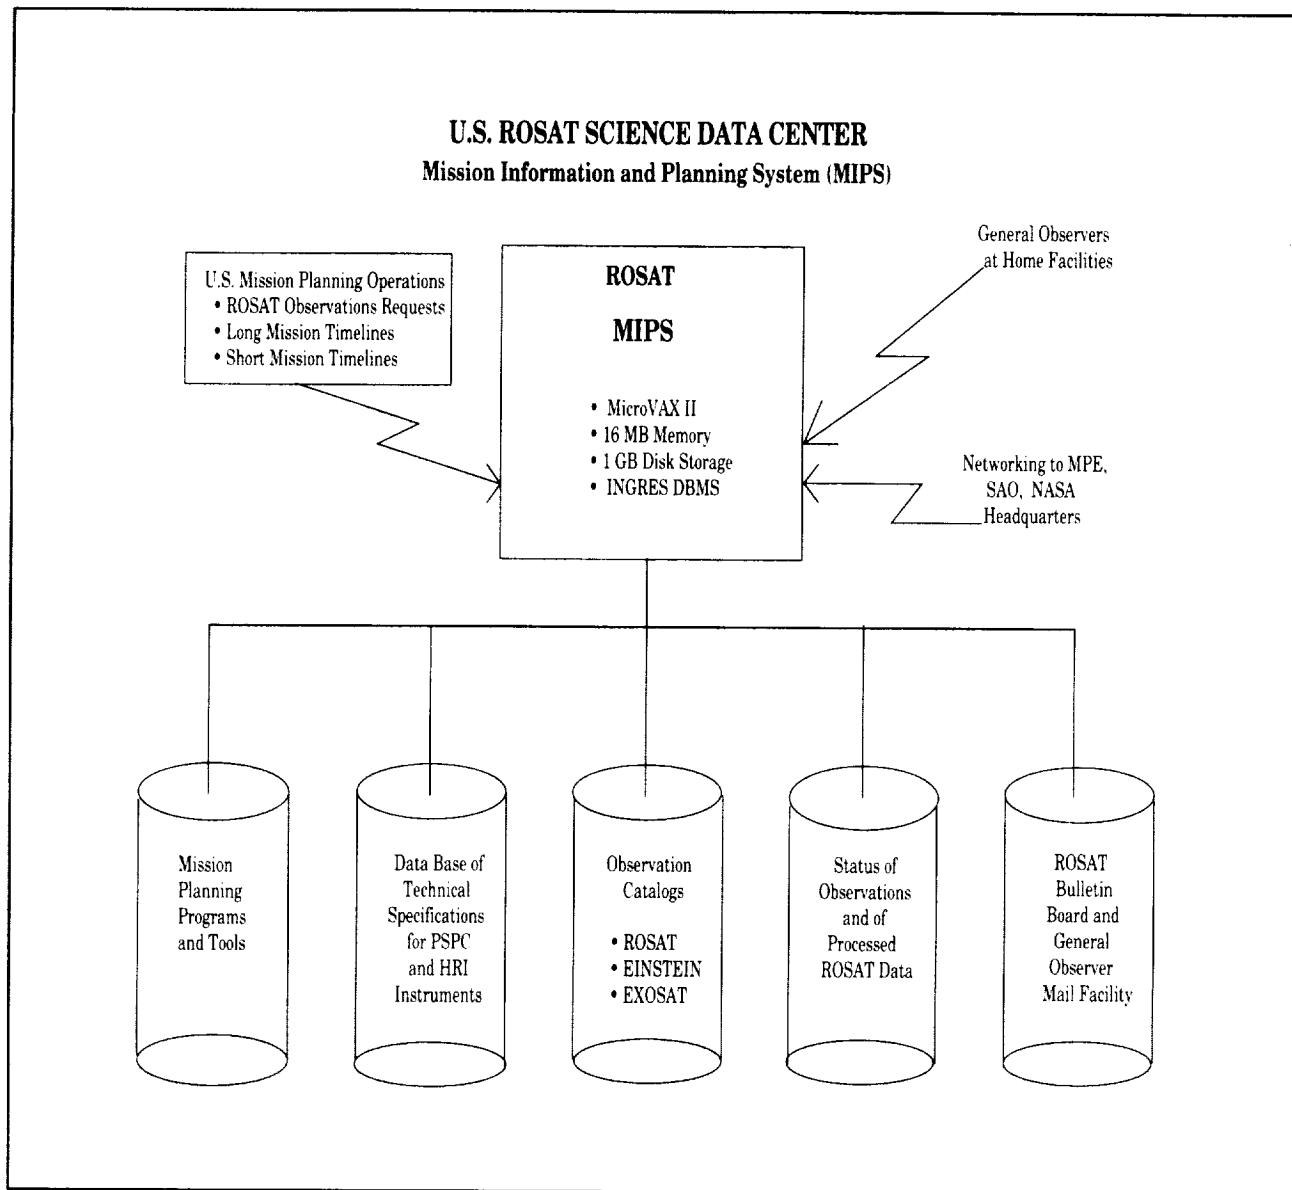 U.S. ROSAT SCIENCE DATA CENTER
Mission Information and Planning System (MIPS)
U.S. Mission Planning Operations
• ROSAT Observations Requests
• Long Mission Timelines
• Short Mission Timelines
ROSAT
MIPS
• MicroVAX II
• 16 MB Memory
• 1 GB Disk Storage
• INGRES DBMS
General Observers
at Home Facilities
Networking to MPE,
SAO, NASA
Headquarters
Mission
Planning
Programs
and Tools
Data Base of
Technical
Specifications
for PSPC
and HRI
Instruments
Observation
Catalogs
• ROSAT
• EINSTEIN
• EXOSAT
Status of
Observations
and of
Processed
ROSAT Data
ROSAT
Bulletin
Board and
General
Observer
Mail Facility